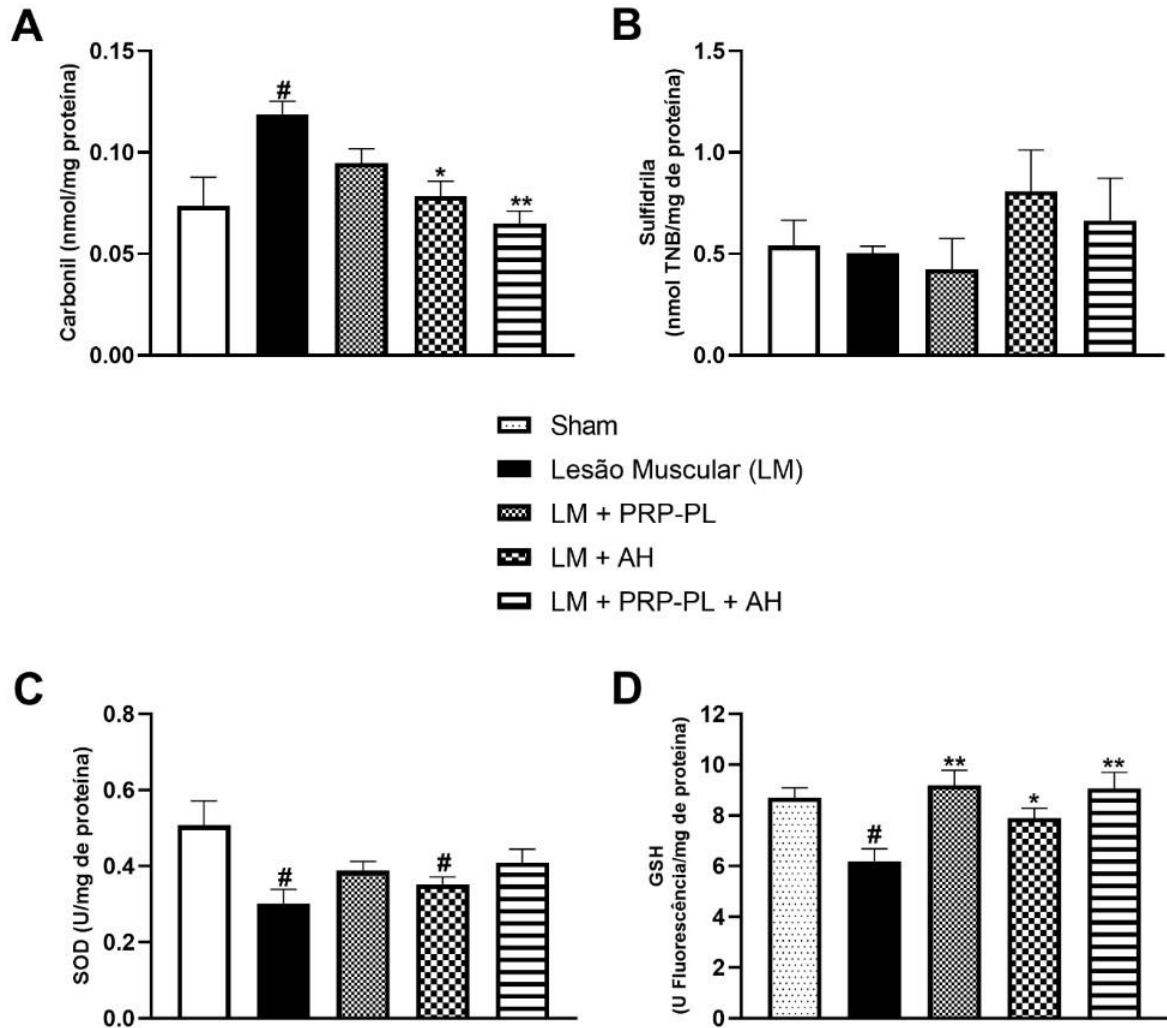 A
Carbonil (nmol/mg proteína)
0.15
0.10
0.05
0.00
#
*
**
B
Sulfidrila
(nmol TNB/mg de proteína)
1.5
1.0
0.5
0.0
Sham
Lesão Muscular (LM)
LM + PRP-PL
LM + AH
LM + PRP-PL + AH
C
SOD (U/mg de proteína)
0.8
0.6
0.4
0.2
0.0
#
#
D
GSH
(U Fluorescência/mg de proteína)
12
10
8
6
4
2
0
#
**
*
**